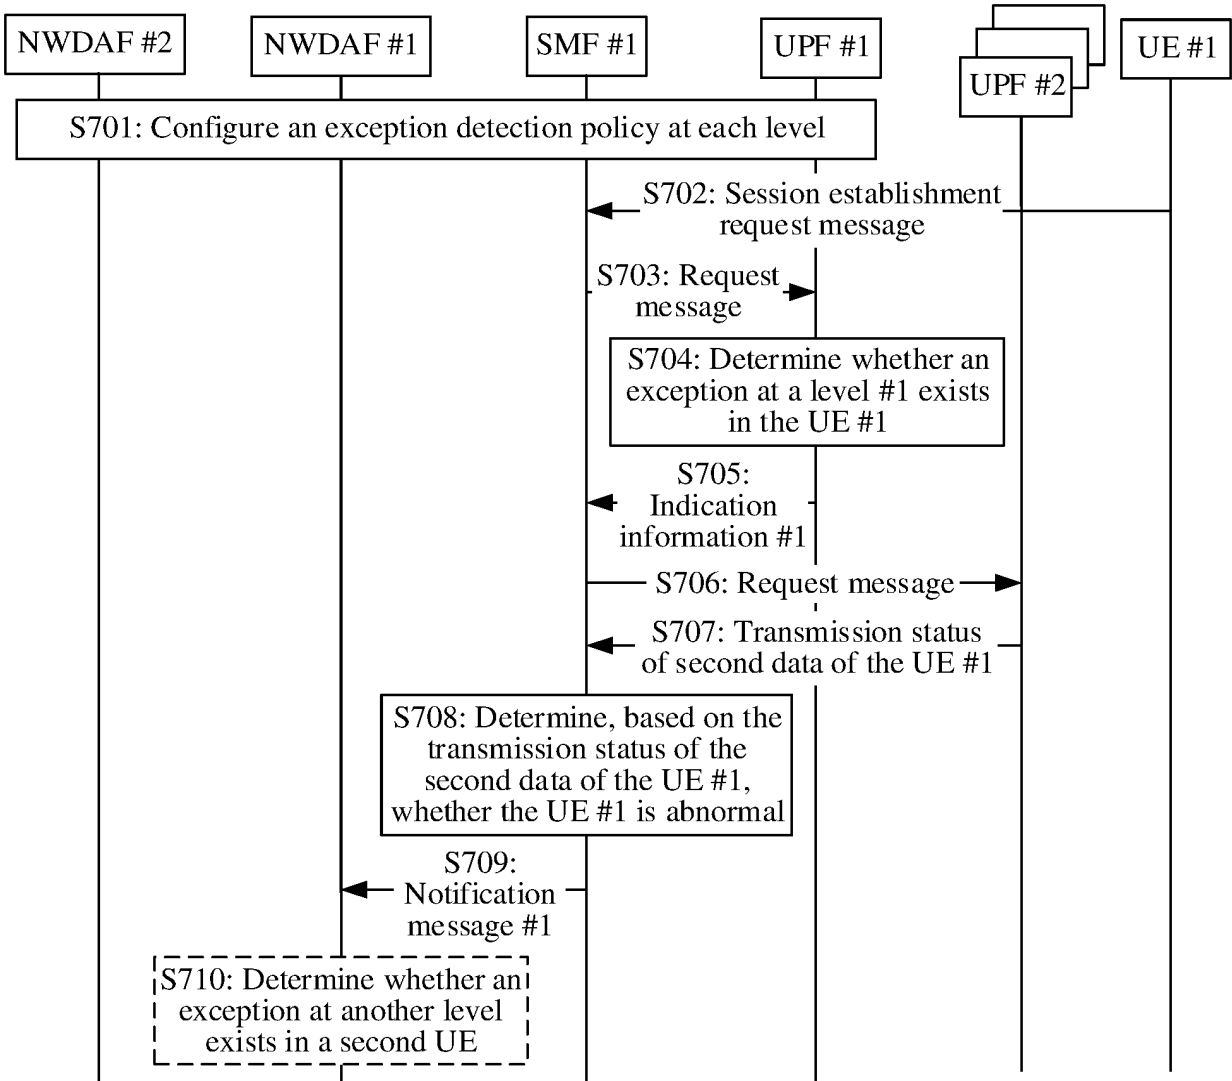 NWDAF #2
NWDAF #1
SMF #1
UPF #1
UPF #2
UE #1
S701: Configure an exception detection policy at each level
S702: Session establishment
request message
S703: Request
message
S704: Determine whether an
exception at a level #1 exists
in the UE #1
S705:
Indication
information #1
S706: Request message
S707: Transmission status
of second data of the UE #1
S708: Determine, based on the
transmission status of the
second data of the UE #1,
whether the UE #1 is abnormal
S709:
Notification
message #1
S710: Determine whether an
exception at another level
exists in a second UE